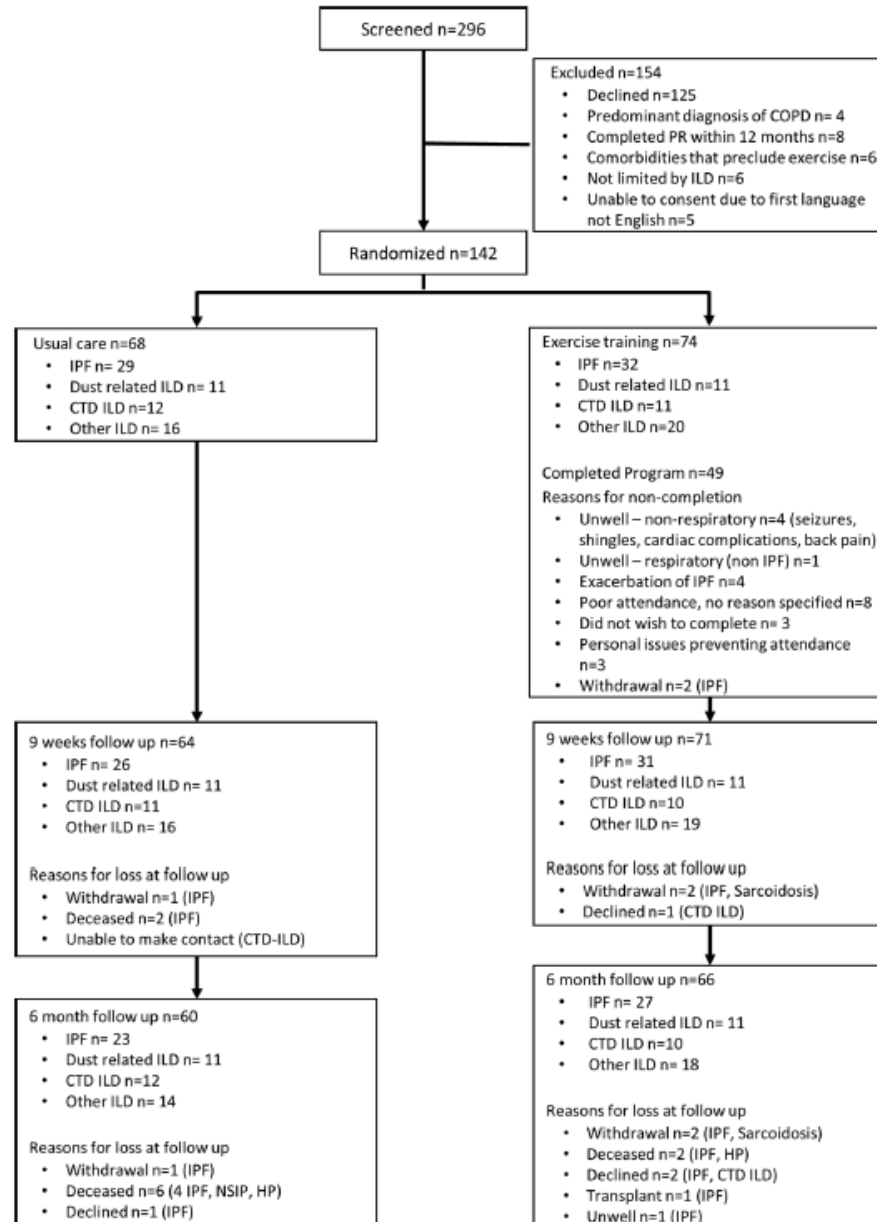 Screened n=296
Excluded n=154
• Declined n=125
• Predominant diagnosis of COPD n= 4
• Completed PR within 12 months n=8
• Comorbidities that preclude exercise n=6
• Not limited by ILD n=6
• Unable to consent due to first language
not English n=5
Randomized n=142
Usual care n=68
• IPF n= 29
• Dust related ILD n= 11
• CTD ILD n=12
• Other ILD n= 16
Exercise training n=74
• IPF n=32
• Dust related ILD n=11
• CTD ILD n=11
• Other ILD n=20
Completed Program n=49
Reasons for non-completion
• Unwell – non-respiratory n=4 (seizures,
shingles, cardiac complications, back pain)
• Unwell – respiratory (non IPF) n=1
• Exacerbation of IPF n=4
• Poor attendance, no reason specified n=8
• Did not wish to complete n= 3
• Personal issues preventing attendance
n=3
• Withdrawal n=2 (IPF)
9 weeks follow up n=64
• IPF n= 26
• Dust related ILD n= 11
• CTD ILD n=11
• Other ILD n= 16
Reasons for loss at follow up
• Withdrawal n=1 (IPF)
• Deceased n=2 (IPF)
• Unable to make contact (CTD-ILD)
9 weeks follow up n=71
• IPF n= 31
• Dust related ILD n= 11
• CTD ILD n=10
• Other ILD n= 19
Reasons for loss at follow up
• Withdrawal n=2 (IPF, Sarcoidosis)
• Declined n=1 (CTD ILD)
6 month follow up n=60
• IPF n= 23
• Dust related ILD n= 11
• CTD ILD n=12
• Other ILD n= 14
Reasons for loss at follow up
• Withdrawal n=1 (IPF)
• Deceased n=6 (4 IPF, NSIP, HP)
• Declined n=1 (IPF)
6 month follow up n=66
• IPF n= 27
• Dust related ILD n= 11
• CTD ILD n=10
• Other ILD n= 18
Reasons for loss at follow up
• Withdrawal n=2 (IPF, Sarcoidosis)
• Deceased n=2 (IPF, HP)
• Declined n=2 (IPF, CTD ILD)
• Transplant n=1 (IPF)
• Unwell n=1 (IPF)